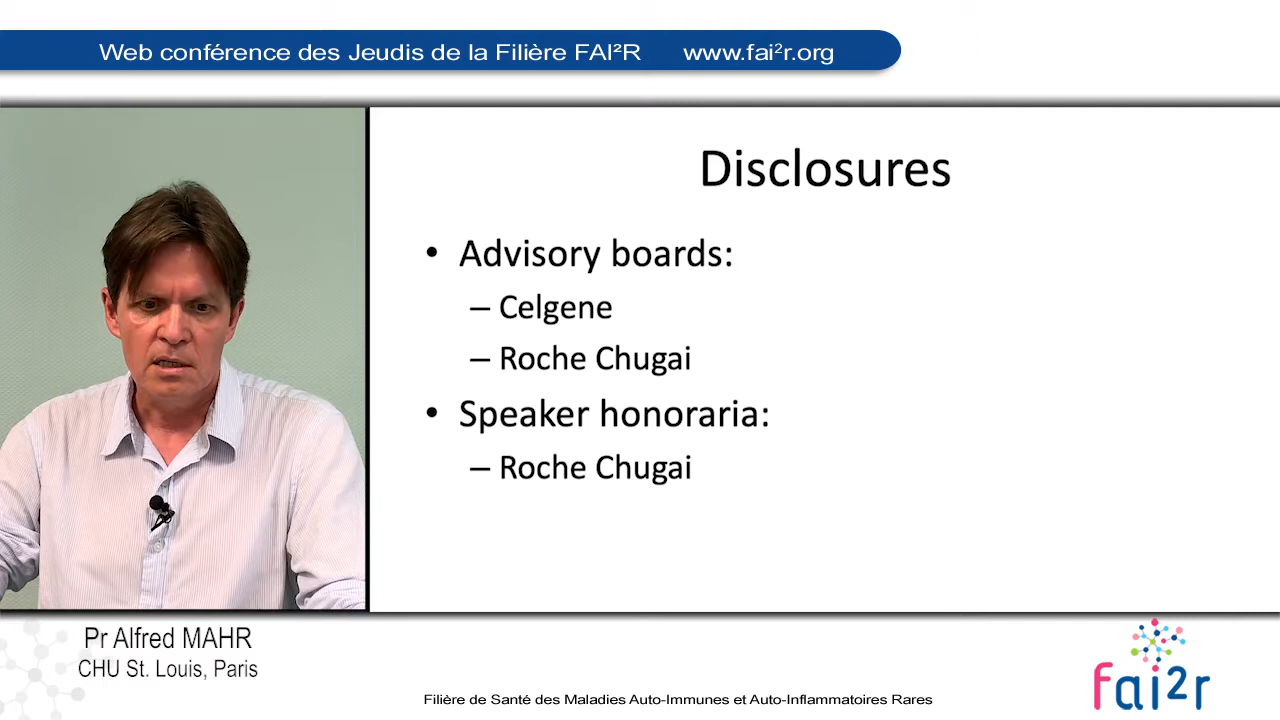 Web conférence des Jeudis de la Filière FAI²R www.fai²r.org
Disclosures
• Advisory boards:
– Celgene
– Roche Chugai
• Speaker honoraria:
– Roche Chugai
Pr Alfred MAHR
CHU St. Louis, Paris
Filière de Santé des Maladies Auto-Immunes et Auto-Inflammatoires Rares
fai2r